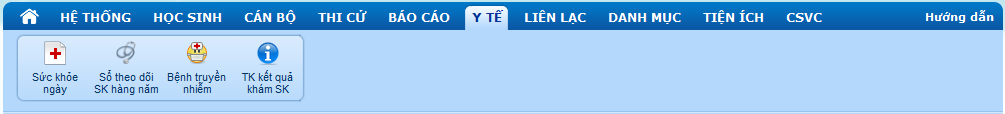 HỆ THỐNG HỌC SINH CÁN BỘ THI CỬ BÁO CÁO Y TẾ LIÊN LẠC DANH MỤC TIỆN ÍCH CSVC Hướng dẫn
Sức khỏe
ngày
Sổ theo dõi
SK hàng năm
Bệnh truyền
nhiễm
TK kết quả
khám SK